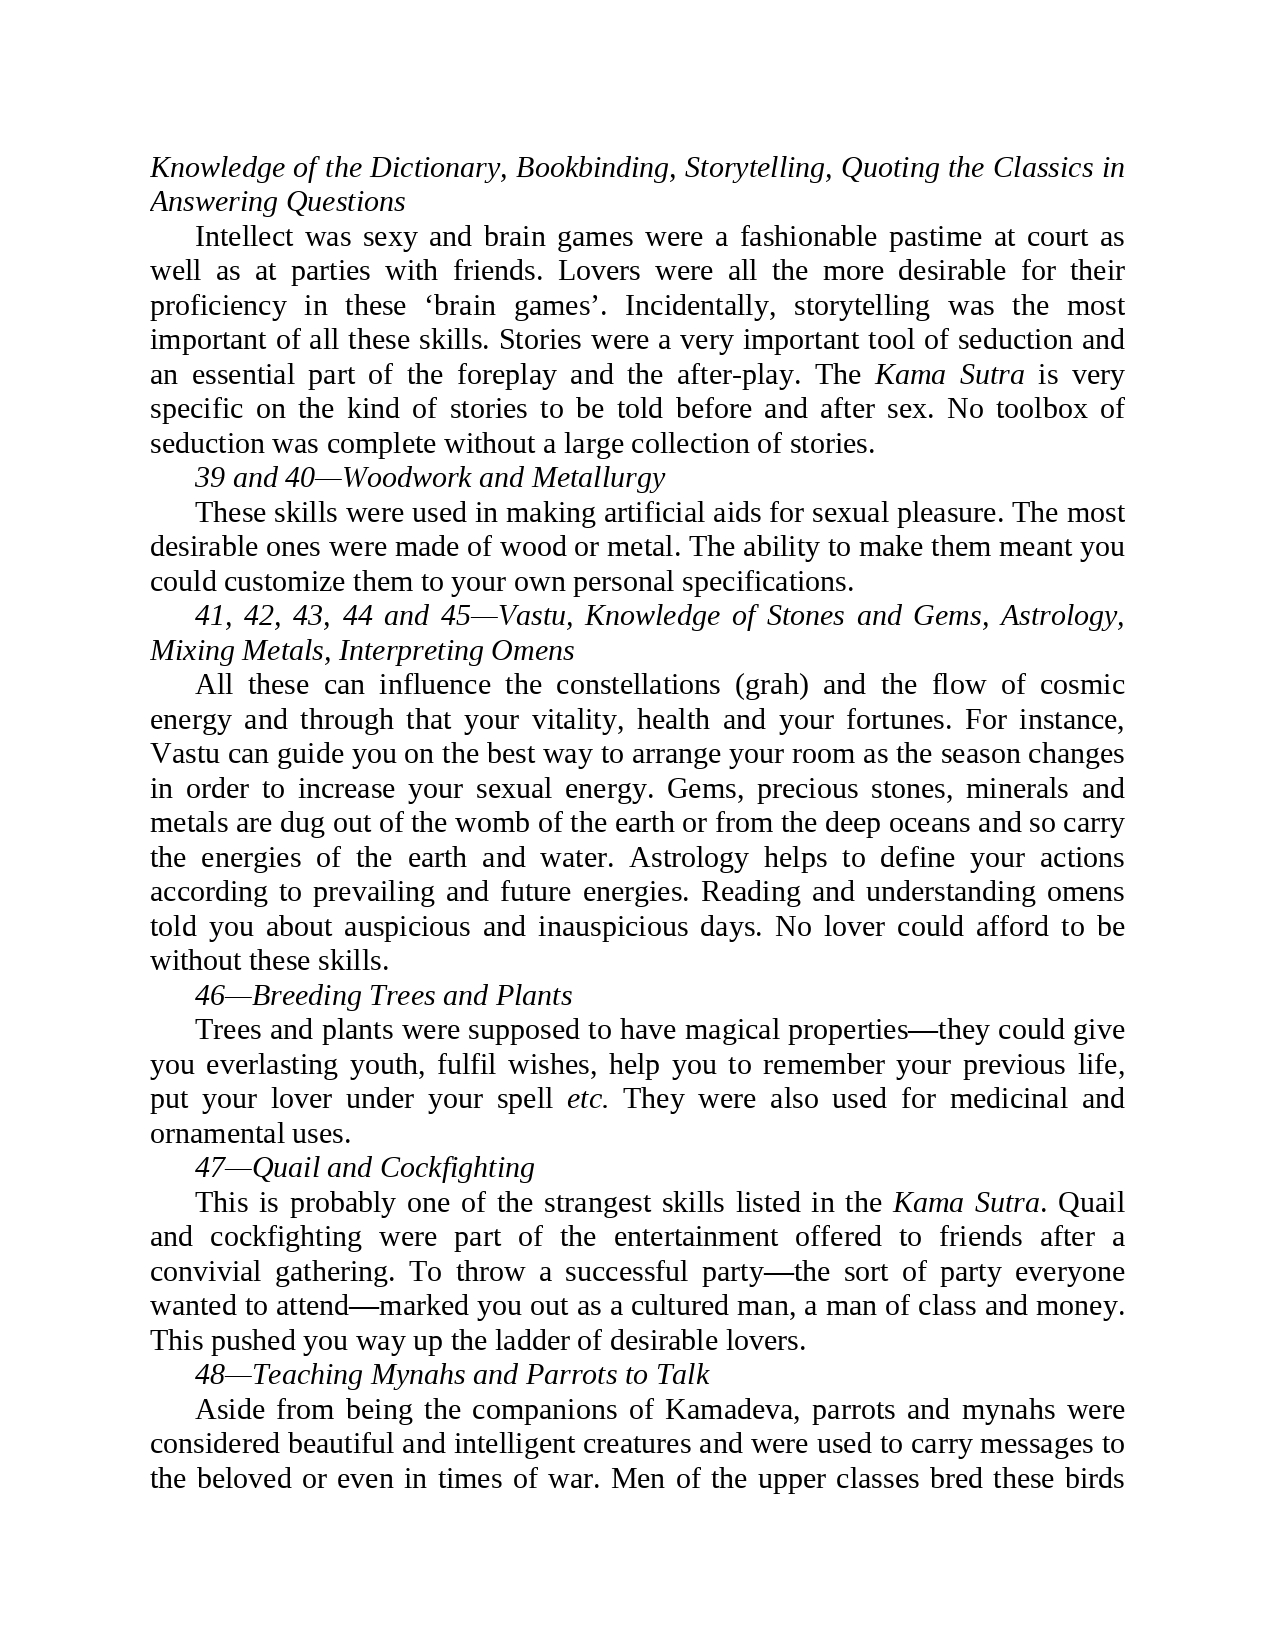 Knowledge of the Dictionary, Bookbinding, Storytelling, Quoting the Classics in
Answering Questions
Intellect was sexy and brain games were a fashionable pastime at court as
well as at parties with friends. Lovers were all the more desirable for their
proficiency in these ‘brain games’. Incidentally, storytelling was the most
important of all these skills. Stories were a very important tool of seduction and
an essential part of the foreplay and the after-play. The Kama Sutra is very
specific on the kind of stories to be told before and after sex. No toolbox of
seduction was complete without a large collection of stories.
39 and 40—Woodwork and Metallurgy
These skills were used in making artificial aids for sexual pleasure. The most
desirable ones were made of wood or metal. The ability to make them meant you
could customize them to your own personal specifications.
41, 42, 43, 44 and 45—Vastu, Knowledge of Stones and Gems, Astrology,
Mixing Metals, Interpreting Omens
All these can influence the constellations (grah) and the flow of cosmic
energy and through that your vitality, health and your fortunes. For instance,
Vastu can guide you on the best way to arrange your room as the season changes
in order to increase your sexual energy. Gems, precious stones, minerals and
metals are dug out of the womb of the earth or from the deep oceans and so carry
the energies of the earth and water. Astrology helps to define your actions
according to prevailing and future energies. Reading and understanding omens
told you about auspicious and inauspicious days. No lover could afford to be
without these skills.
46—Breeding Trees and Plants
Trees and plants were supposed to have magical properties—they could give
you everlasting youth, fulfil wishes, help you to remember your previous life,
put your lover under your spell etc. They were also used for medicinal and
ornamental uses.
47—Quail and Cockfighting
This is probably one of the strangest skills listed in the Kama Sutra. Quail
and cockfighting were part of the entertainment offered to friends after a
convivial gathering. To throw a successful party—the sort of party everyone
wanted to attend—marked you out as a cultured man, a man of class and money.
This pushed you way up the ladder of desirable lovers.
48—Teaching Mynahs and Parrots to Talk
Aside from being the companions of Kamadeva, parrots and mynahs were
considered beautiful and intelligent creatures and were used to carry messages to
the beloved or even in times of war. Men of the upper classes bred these birds